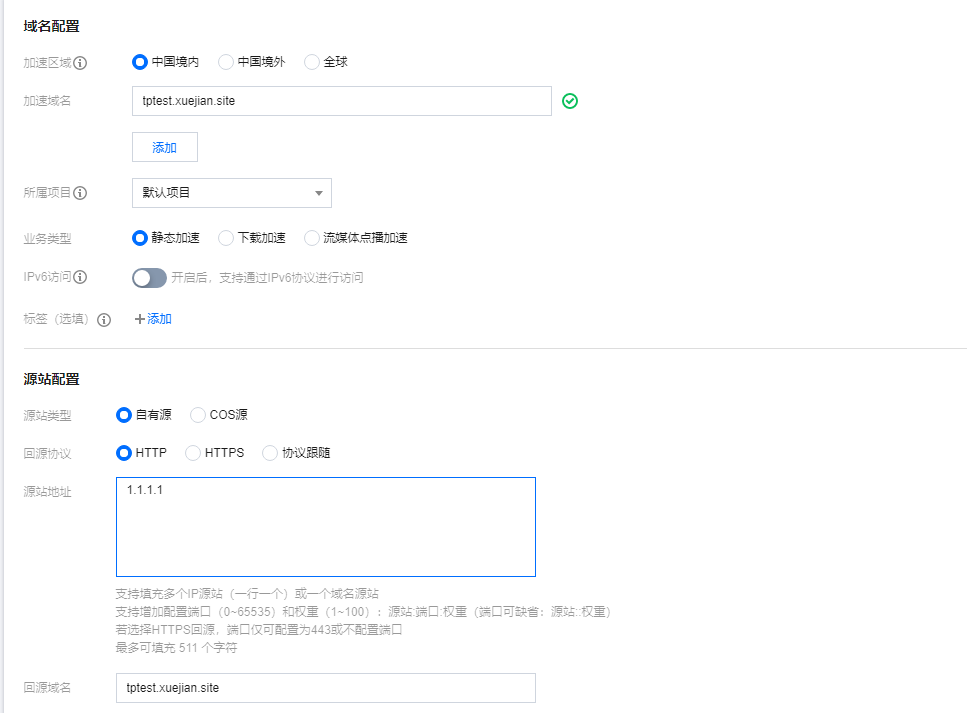 域名配置
加速区域 中国境内 中国境外 全球
加速域名 tptest.xuejian.site
添加
所属项目 默认项目
业务类型 静态加速 下载加速 流媒体点播加速
IPv6访问 开启后，支持通过IPv6协议进行访问
标签（选填） +添加
源站配置
源站类型 自有源 COS源
回源协议 HTTP HTTPS 协议跟随
源站地址 1.1.1.1
支持填充多个IP源站（一行一个）或一个域名源站
支持增加配置端口（0~65535）和权重（1~100）：源站:端口:权重（端口可缺省：源站::权重）
若选择HTTPS回源，端口仅可配置为443或不配置端口
最多可填充 511 个字符
回源域名 tptest.xuejian.site